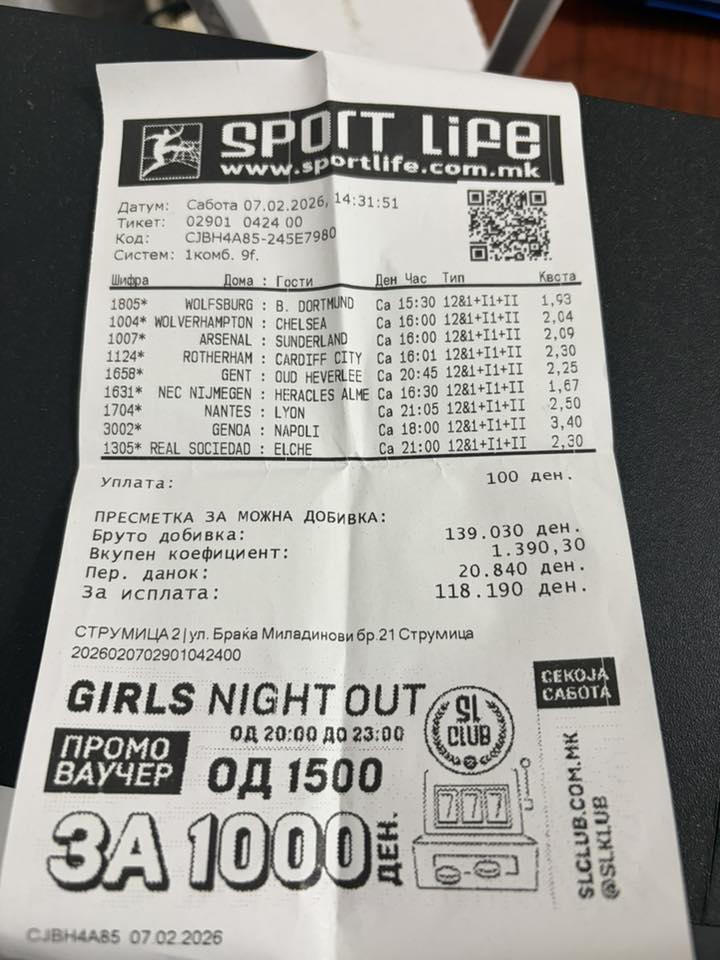 SPORT LIFE
www.sportlife.com.mk
Датум: Сабота 07.02.2026, 14:31:51
Тикет: 02901 0424 00
Код: CJBH4A85-245E7980
Систем: 1комб. 9f.
Шифра Дома : Гости Ден Час Тип Квота
1805* WOLFSBURG : B. DORTMUND Са 15:30 12&1+I1+II 1,93
1004* WOLVERHAMPTON : CHELSEA Са 16:00 12&1+I1+II 2,04
1007* ARSENAL : SUNDERLAND Са 16:00 12&1+I1+II 2,09
1124* ROTHERHAM : CARDIFF CITY Са 16:01 12&1+I1+II 2,30
1658* GENT : OUD HEVERLEE Са 20:45 12&1+I1+II 2,25
1631* NEC NIJMEGEN : HERACLES ALME Са 16:30 12&1+I1+II 1,67
1704* NANTES : LYON Са 21:05 12&1+I1+II 2,50
3002* GENOA : NAPOLI Са 18:00 12&1+I1+II 3,40
1305* REAL SOCIEDAD : ELCHE Са 21:00 12&1+I1+II 2,30
Уплата: 100 ден.
ПРЕСМЕТКА ЗА МОЖНА ДОБИВКА:
Бруто добивка: 139.030 ден.
Вкупен коефициент: 1.390,30
Пер. данок: 20.840 ден.
За исплата: 118.190 ден.
СТРУМИЦА 2 | ул. Браќа Миладинови бр.21 Струмица
2026020702901042400
GIRLS NIGHT OUT
ОД 20:00 ДО 23:00
ПРОМО
ВАУЧЕР
ОД 1500
ЗА 1000 ДЕН.
SL
CLUB
777
СЕКОЈА
САБОТА
SLCLUB.COM.MK
@SLKLUB
CJBH4A85 07.02.2026